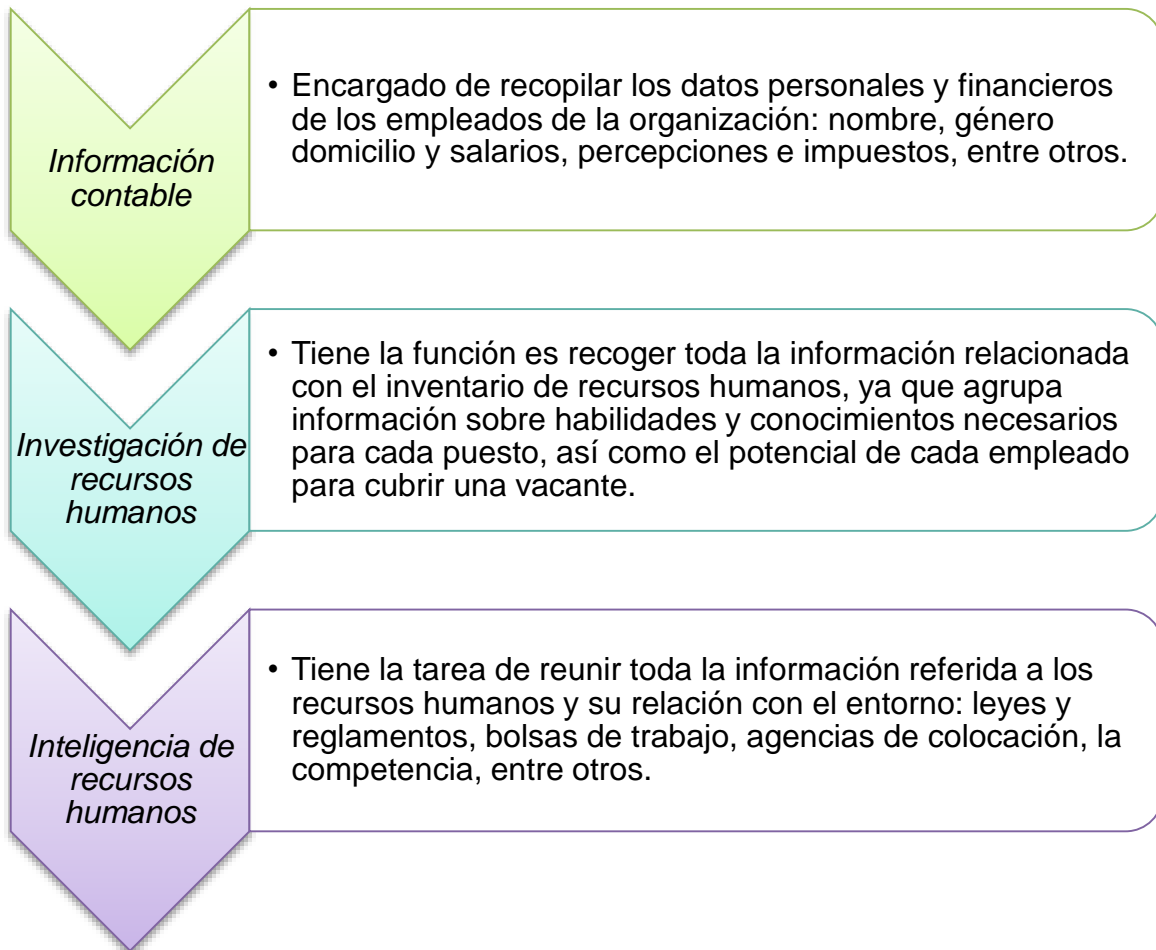 Información
contable
• Encargado de recopilar los datos personales y financieros
de los empleados de la organización: nombre, género
domicilio y salarios, percepciones e impuestos, entre otros.
Investigación de
recursos
humanos
• Tiene la función es recoger toda la información relacionada
con el inventario de recursos humanos, ya que agrupa
información sobre habilidades y conocimientos necesarios
para cada puesto, así como el potencial de cada empleado
para cubrir una vacante.
Inteligencia de
recursos
humanos
• Tiene la tarea de reunir toda la información referida a los
recursos humanos y su relación con el entorno: leyes y
reglamentos, bolsas de trabajo, agencias de colocación, la
competencia, entre otros.